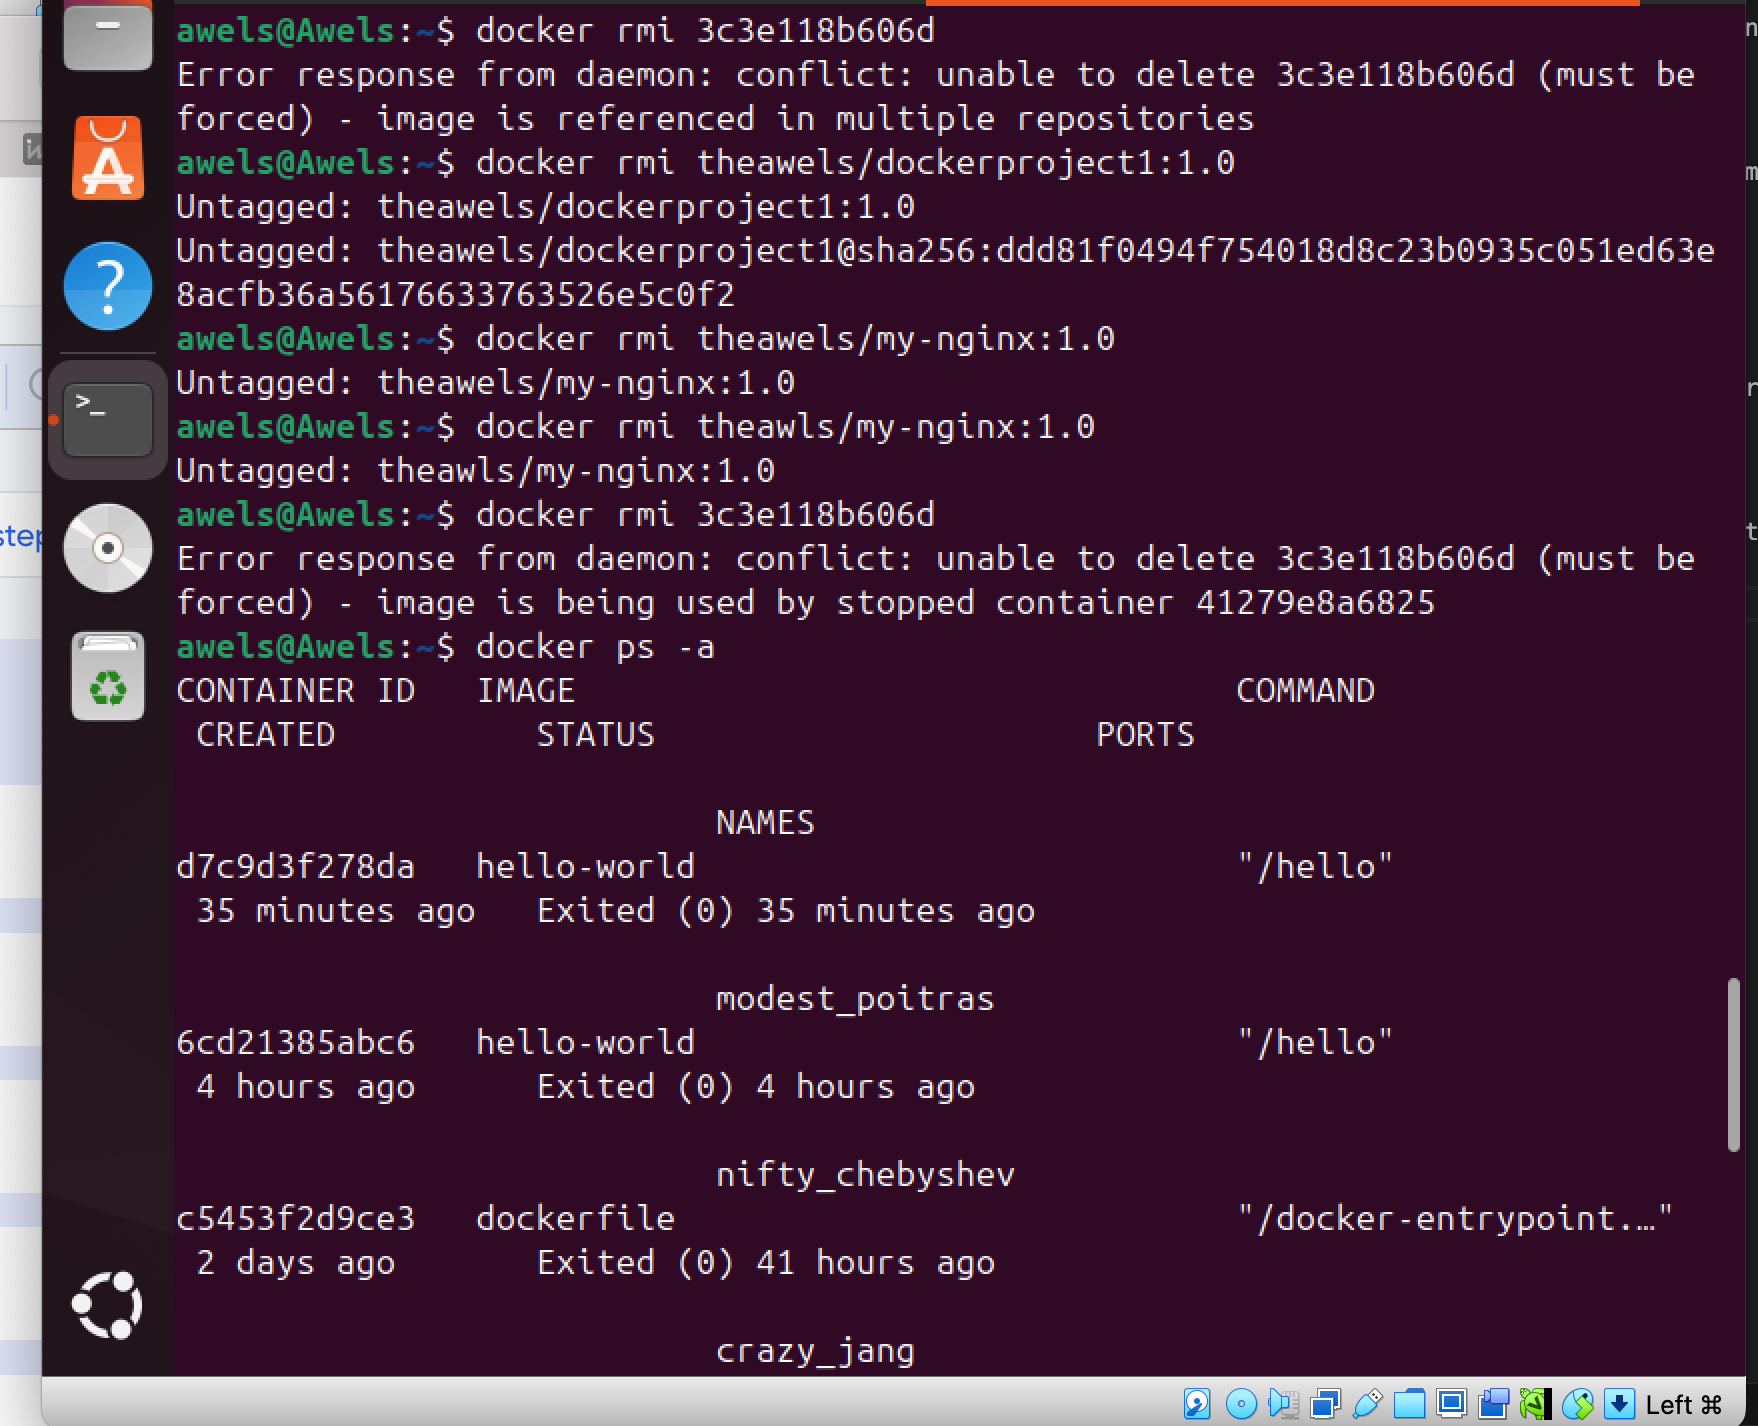 awels@Awels:~$ docker rmi 3c3e118b606d
Error response from daemon: conflict: unable to delete 3c3e118b606d (must be
forced) - image is referenced in multiple repositories
awels@Awels:~$ docker rmi theawels/dockerproject1:1.0
Untagged: theawels/dockerproject1:1.0
Untagged: theawels/dockerproject1@sha256:ddd81f0494f754018d8c23b0935c051ed63e
8acfb36a56176633763526e5c0f2
awels@Awels:~$ docker rmi theawels/my-nginx:1.0
Untagged: theawels/my-nginx:1.0
awels@Awels:~$ docker rmi theawls/my-nginx:1.0
Untagged: theawls/my-nginx:1.0
awels@Awels:~$ docker rmi 3c3e118b606d
Error response from daemon: conflict: unable to delete 3c3e118b606d (must be
forced) - image is being used by stopped container 41279e8a6825
awels@Awels:~$ docker ps -a
CONTAINER ID   IMAGE                                 COMMAND
 CREATED          STATUS                      PORTS
                           NAMES
d7c9d3f278da   hello-world                           "/hello"
 35 minutes ago   Exited (0) 35 minutes ago
                           modest_poitras
6cd21385abc6   hello-world                           "/hello"
 4 hours ago      Exited (0) 4 hours ago
                           nifty_chebyshev
c5453f2d9ce3   dockerfile                            "/docker-entrypoint.…"
 2 days ago       Exited (0) 41 hours ago
                           crazy_jang
step
Left ⌘